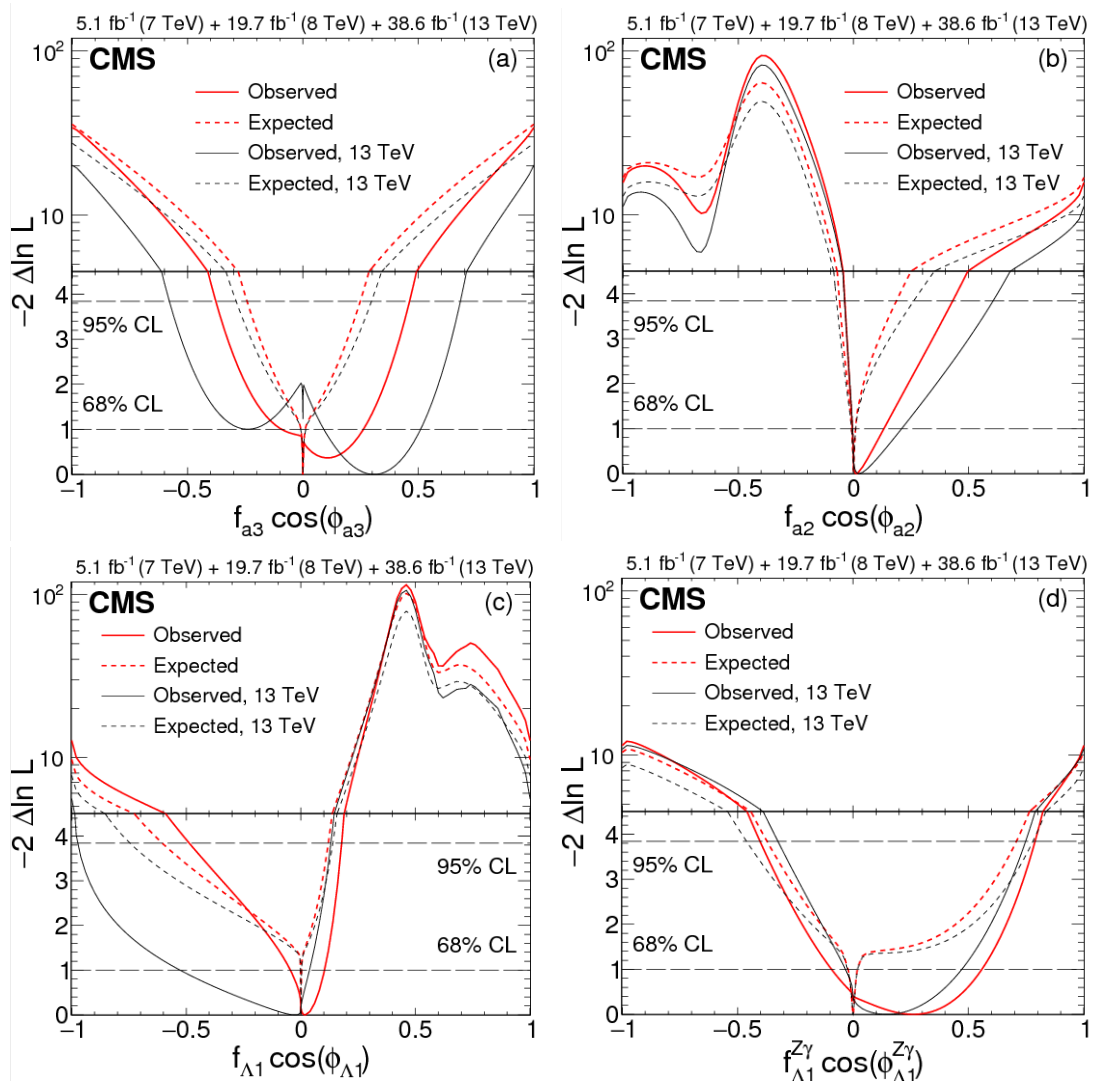 5.1 fb⁻¹ (7 TeV) + 19.7 fb⁻¹ (8 TeV) + 38.6 fb⁻¹ (13 TeV)
CMS (a)
Observed
Expected
Observed, 13 TeV
Expected, 13 TeV
10²
10
4
3
2
1
0
−2 Δln L
95% CL
68% CL
−1 −0.5 0 0.5 1
f_a3 cos(ϕ_a3)
5.1 fb⁻¹ (7 TeV) + 19.7 fb⁻¹ (8 TeV) + 38.6 fb⁻¹ (13 TeV)
CMS (b)
Observed
Expected
Observed, 13 TeV
Expected, 13 TeV
10²
10
4
3
2
1
0
−2 Δln L
95% CL
68% CL
−1 −0.5 0 0.5 1
f_a2 cos(ϕ_a2)
5.1 fb⁻¹ (7 TeV) + 19.7 fb⁻¹ (8 TeV) + 38.6 fb⁻¹ (13 TeV)
CMS (c)
Observed
Expected
Observed, 13 TeV
Expected, 13 TeV
10²
10
4
3
2
1
0
−2 Δln L
95% CL
68% CL
−1 −0.5 0 0.5 1
f_Λ1 cos(ϕ_Λ1)
5.1 fb⁻¹ (7 TeV) + 19.7 fb⁻¹ (8 TeV) + 38.6 fb⁻¹ (13 TeV)
CMS (d)
Observed
Expected
Observed, 13 TeV
Expected, 13 TeV
10²
10
4
3
2
1
0
−2 Δln L
95% CL
68% CL
−1 −0.5 0 0.5 1
f_Λ1^Zγ cos(ϕ_Λ1^Zγ)